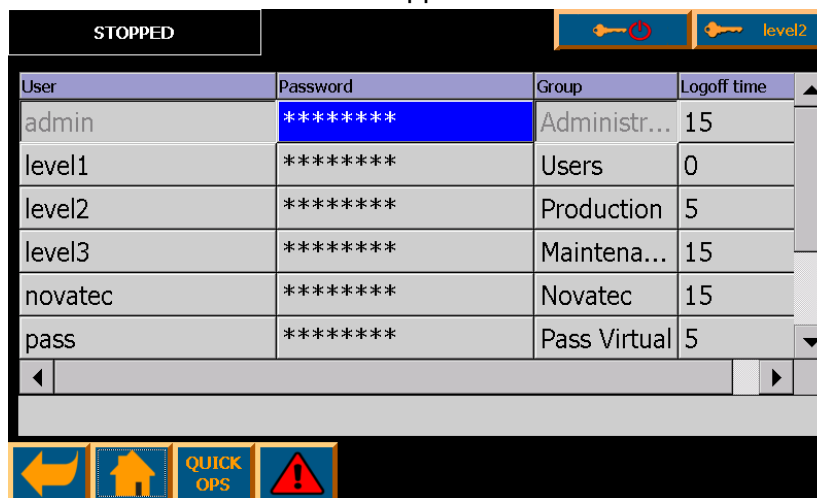 STOPPED level2
User Password Group Logoff time
admin ******** Administr... 15
level1 ******** Users 0
level2 ******** Production 5
level3 ******** Maintena... 15
novatec ******** Novatec 15
pass ******** Pass Virtual 5
QUICK
OPS